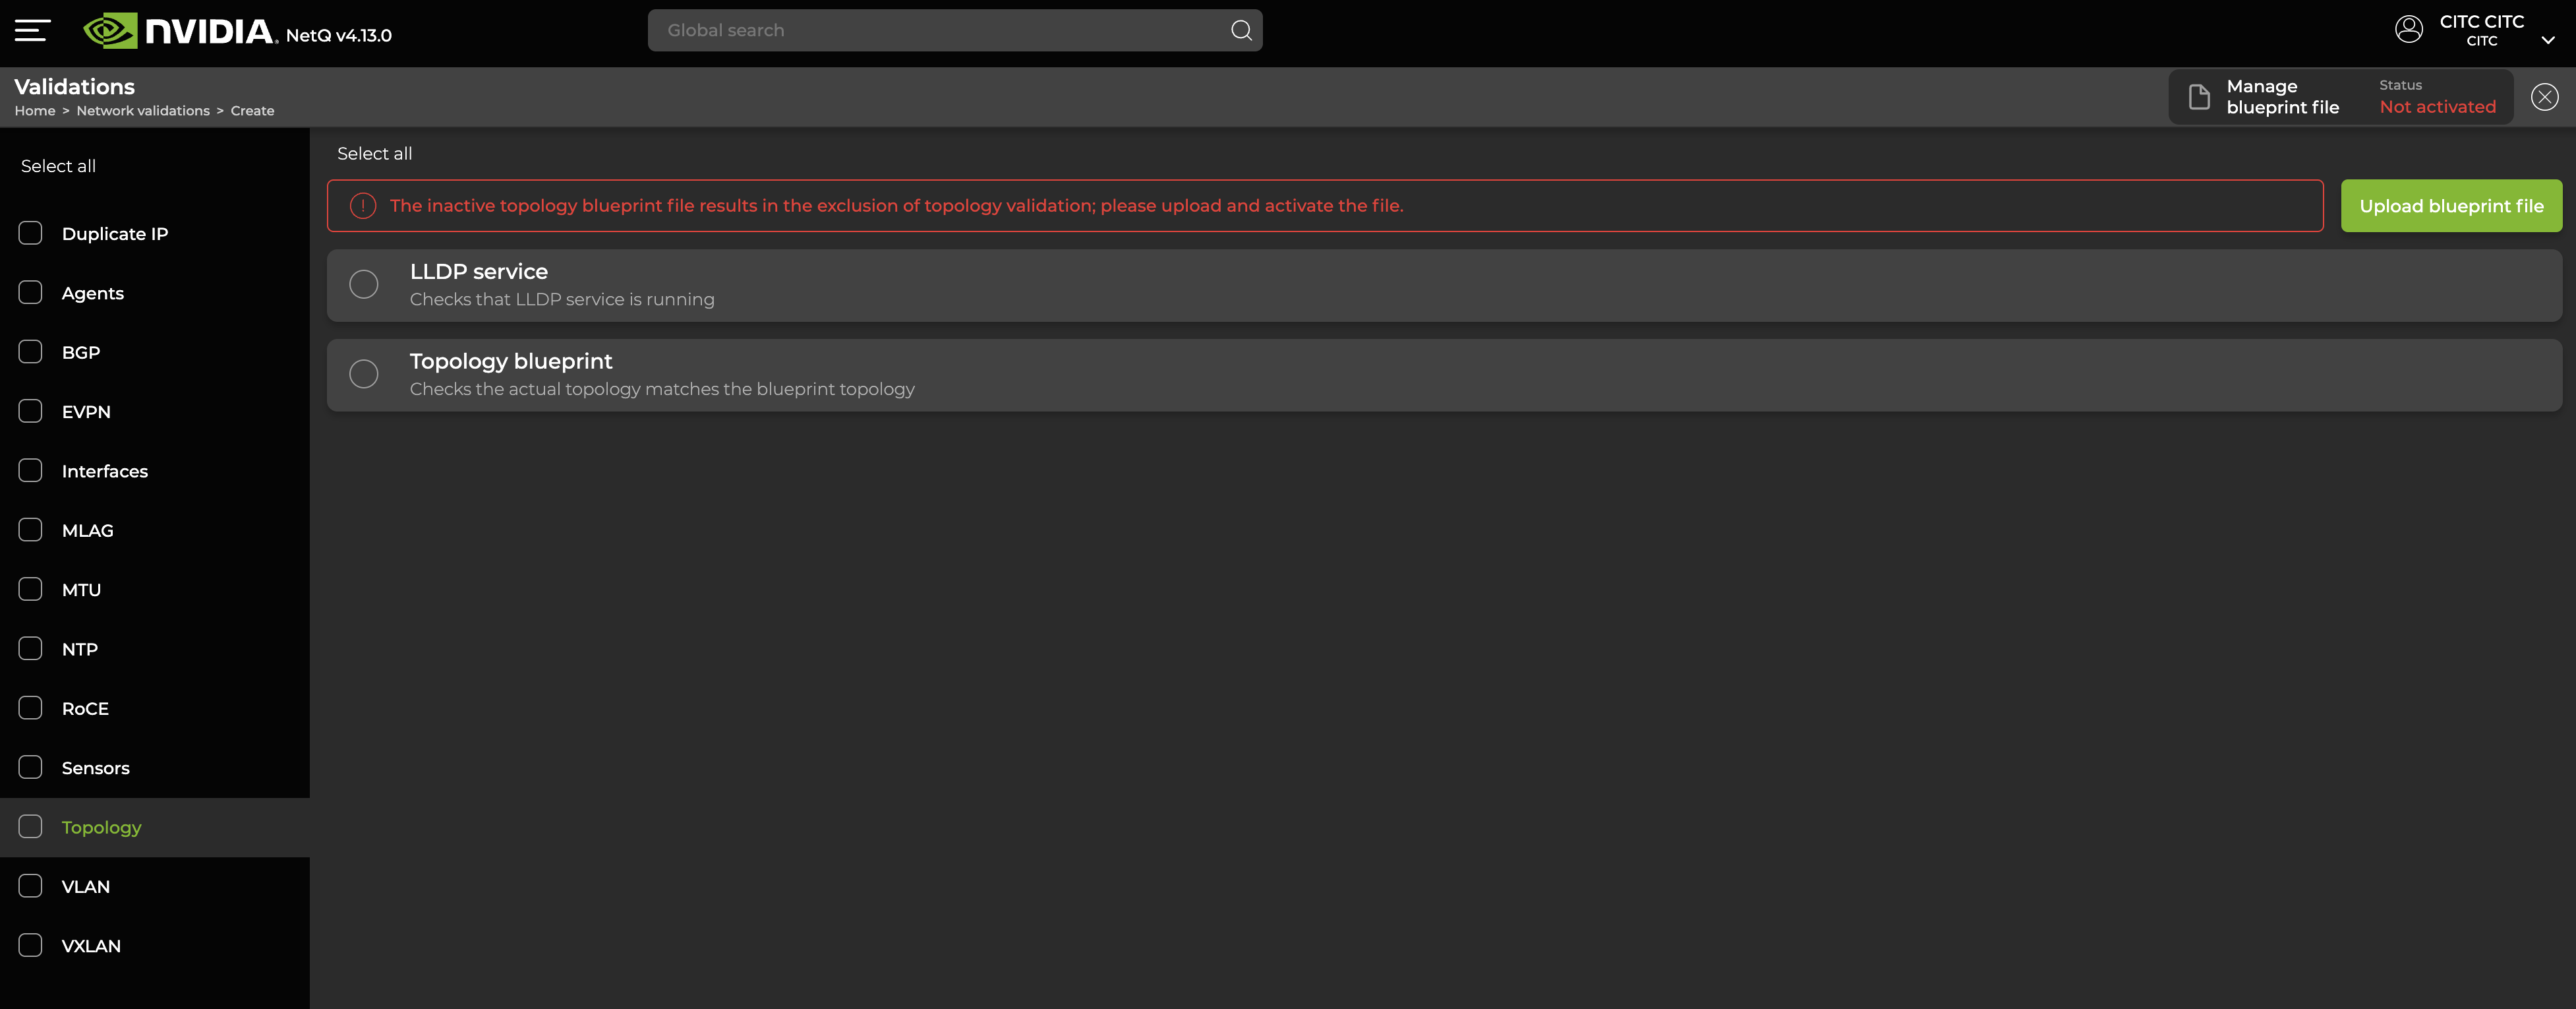 NVIDIA. NetQ v4.13.0
Global search
CITC CITC
CITC
Validations
Home > Network validations > Create
Manage
blueprint file
Status
Not activated
Select all
Duplicate IP
Agents
BGP
EVPN
Interfaces
MLAG
MTU
NTP
RoCE
Sensors
Topology
VLAN
VXLAN
Select all
The inactive topology blueprint file results in the exclusion of topology validation; please upload and activate the file.
Upload blueprint file
LLDP service
Checks that LLDP service is running
Topology blueprint
Checks the actual topology matches the blueprint topology